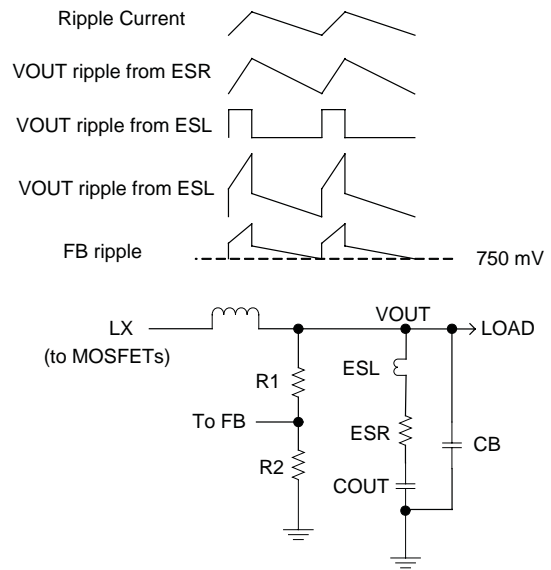 Ripple Current
VOUT ripple from ESR
VOUT ripple from ESL
VOUT ripple from ESL
FB ripple
750 mV
VOUT
LX
LOAD
(to MOSFETs)
ESL
R1
To FB
ESR
CB
R2
COUT